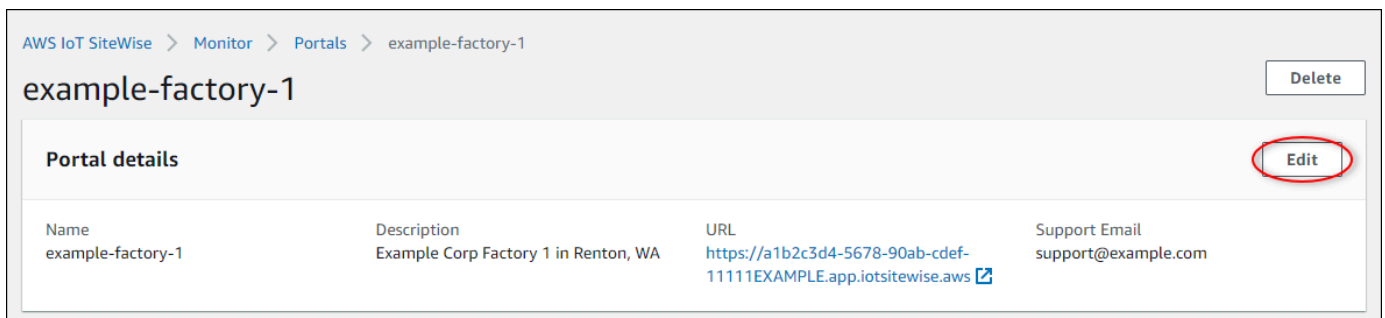 AWS IoT SiteWise > Monitor > Portals > example-factory-1
example-factory-1
Delete
Portal details
Edit
Name
example-factory-1
Description
Example Corp Factory 1 in Renton, WA
URL
https://a1b2c3d4-5678-90ab-cdef-
11111EXAMPLE.app.iotsitewise.aws
Support Email
support@example.com